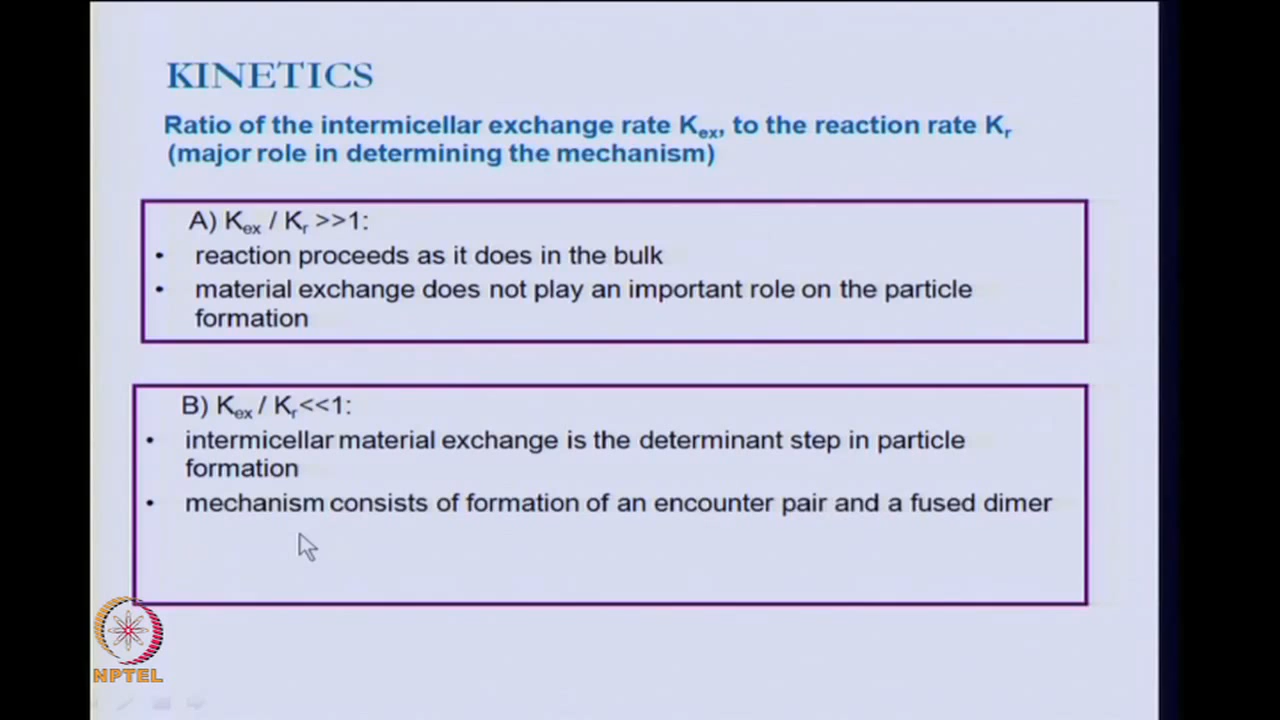 KINETICS
Ratio of the intermicellar exchange rate Kex, to the reaction rate Kr
(major role in determining the mechanism)
A) Kex / Kr >>1:
• reaction proceeds as it does in the bulk
• material exchange does not play an important role on the particle
formation
B) Kex / Kr<<1:
• intermicellar material exchange is the determinant step in particle
formation
• mechanism consists of formation of an encounter pair and a fused dimer
NPTEL